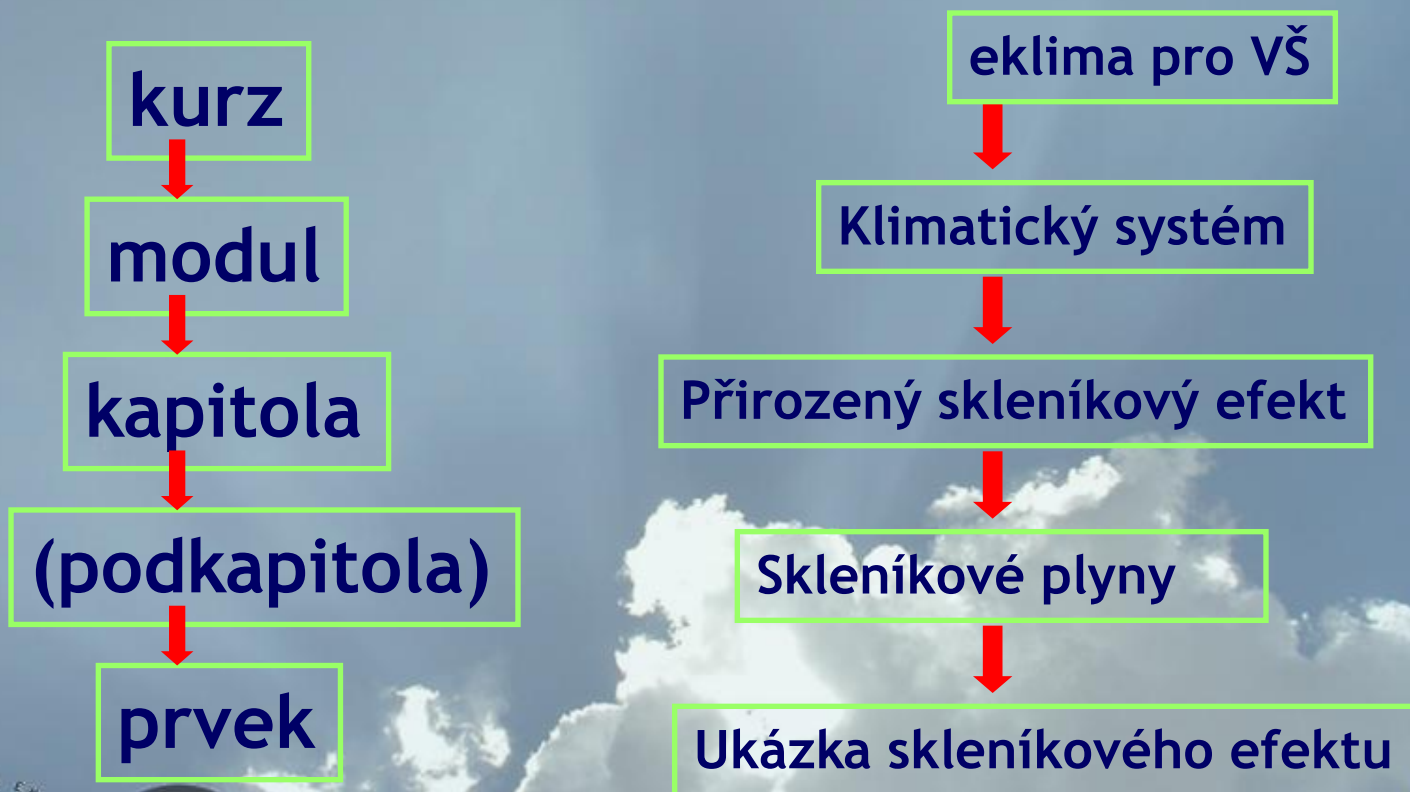 kurz
modul
kapitola
(podkapitola)
prvek
eklima pro VŠ
Klimatický systém
Přirozený skleníkový efekt
Skleníkové plyny
Ukázka skleníkového efektu